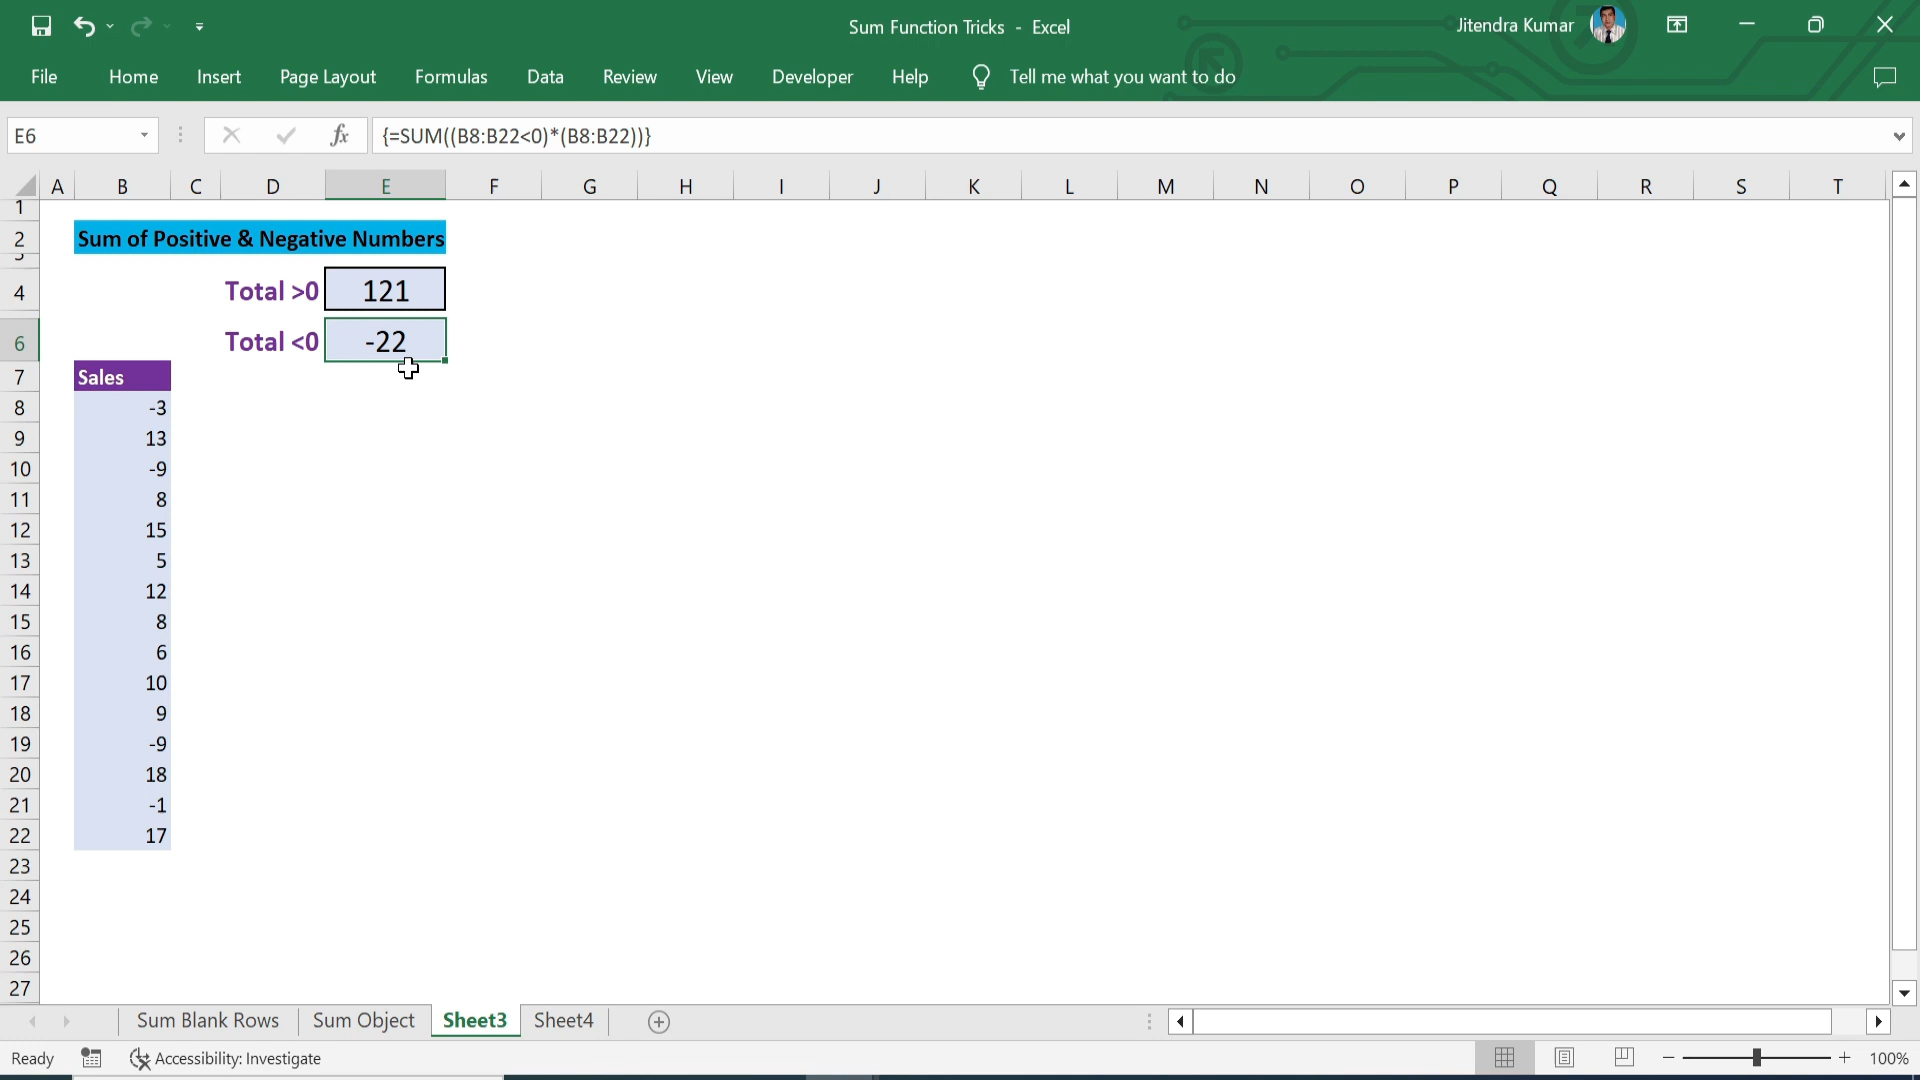 Sum Function Tricks - Excel
Jitendra Kumar
File Home Insert Page Layout Formulas Data Review View Developer Help Tell me what you want to do
E6 fx {=SUM((B8:B22<0)*(B8:B22))}
A B C D E F G H I J K L M N O P Q R S T
1
2 Sum of Positive & Negative Numbers
3
4 Total >0 121
6 Total <0 -22
7 Sales
8 -3
9 13
10 -9
11 8
12 15
13 5
14 12
15 8
16 6
17 10
18 9
19 -9
20 18
21 -1
22 17
23
24
25
26
27
Sum Blank Rows Sum Object Sheet3 Sheet4
Ready Accessibility: Investigate 100%